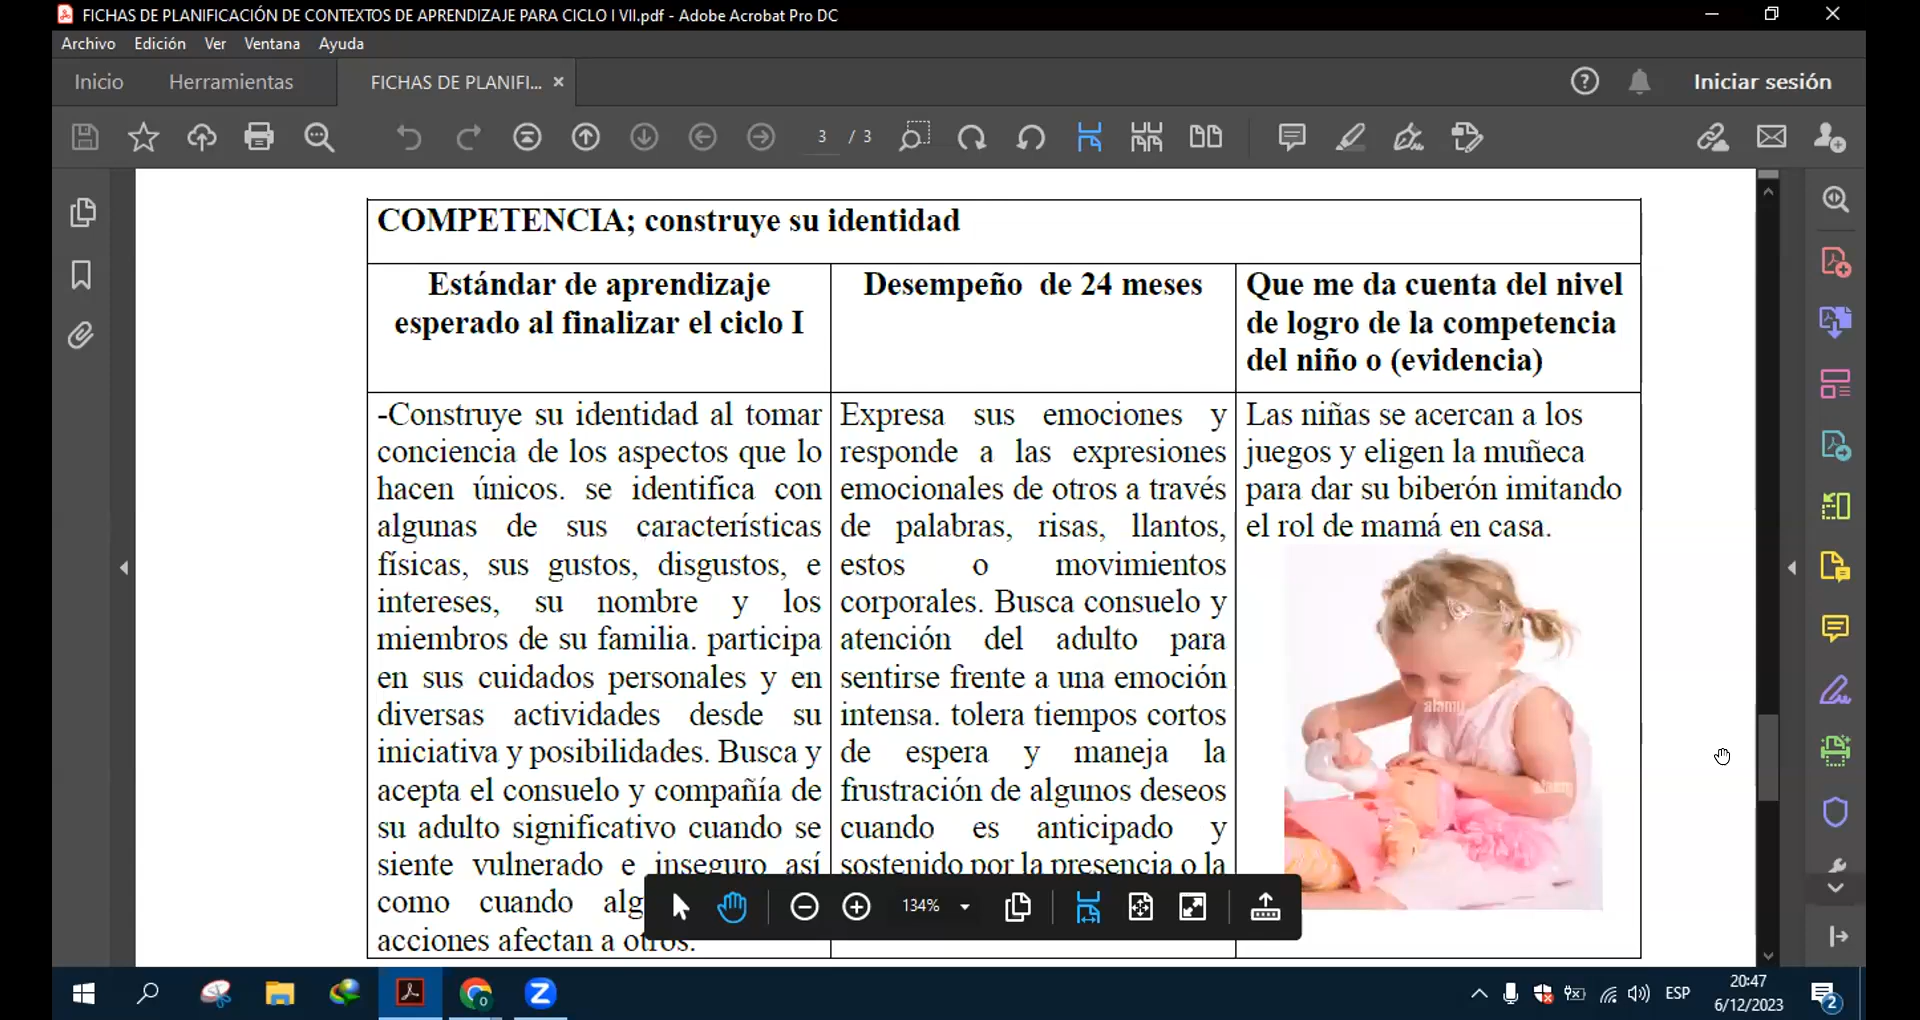 FICHAS DE PLANIFICACIÓN DE CONTEXTOS DE APRENDIZAJE PARA CICLO I VII.pdf - Adobe Acrobat Pro DC
Archivo Edición Ver Ventana Ayuda
Inicio Herramientas FICHAS DE PLANIFI... × Iniciar sesión
3 / 3
COMPETENCIA; construye su identidad
Estándar de aprendizaje
esperado al finalizar el ciclo I
Desempeño de 24 meses
Que me da cuenta del nivel
de logro de la competencia
del niño o (evidencia)
-Construye su identidad al tomar
conciencia de los aspectos que lo
hacen únicos. se identifica con
algunas de sus características
físicas, sus gustos, disgustos, e
intereses, su nombre y los
miembros de su familia. participa
en sus cuidados personales y en
diversas actividades desde su
iniciativa y posibilidades. Busca y
acepta el consuelo y compañía de
su adulto significativo cuando se
siente vulnerado e inseguro así
como cuando alg
acciones afectan a otros.
Expresa sus emociones y
responde a las expresiones
emocionales de otros a través
de palabras, risas, llantos,
estos o movimientos
corporales. Busca consuelo y
atención del adulto para
sentirse frente a una emoción
intensa. tolera tiempos cortos
de espera y maneja la
frustración de algunos deseos
cuando es anticipado y
sostenido por la presencia o la
Las niñas se acercan a los
juegos y eligen la muñeca
para dar su biberón imitando
el rol de mamá en casa.
alamy
alamy
134%
ESP
20:47
6/12/2023
2